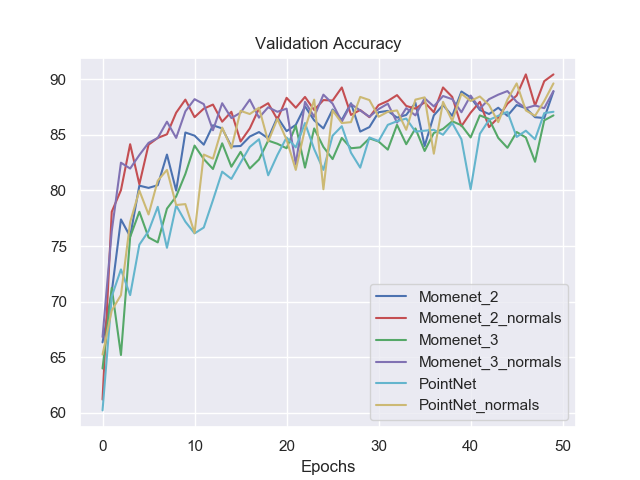 Validation Accuracy
90
85
80
75
70
65
60
Momenet_2
Momenet_2_normals
Momenet_3
Momenet_3_normals
PointNet
PointNet_normals
0 10 20 30 40 50
Epochs